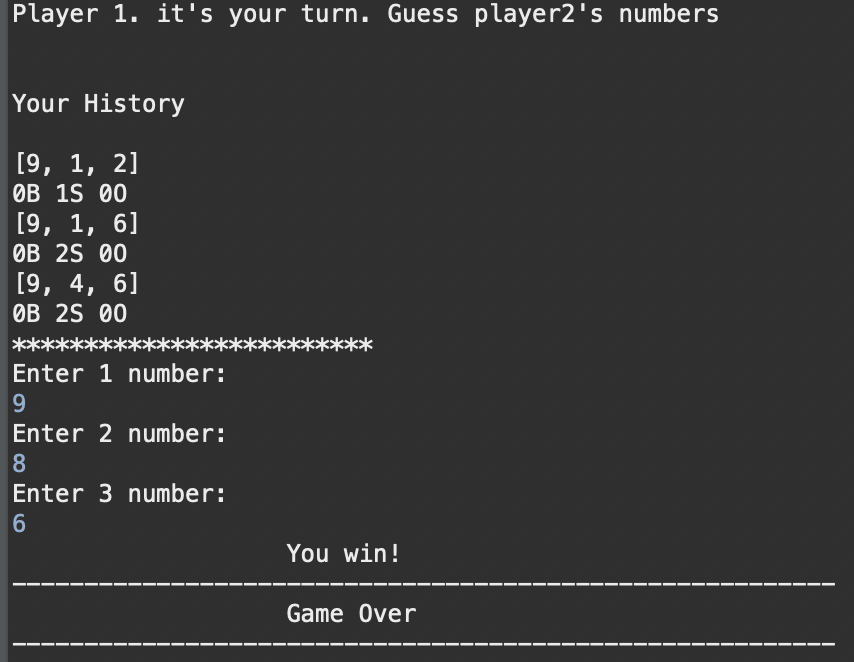 Player 1. it's your turn. Guess player2's numbers
Your History
[9, 1, 2]
0B 1S 0O
[9, 1, 6]
0B 2S 0O
[9, 4, 6]
0B 2S 0O
*************************
Enter 1 number:
9
Enter 2 number:
8
Enter 3 number:
6
You win!
---------------------------------------------------------
Game Over
---------------------------------------------------------